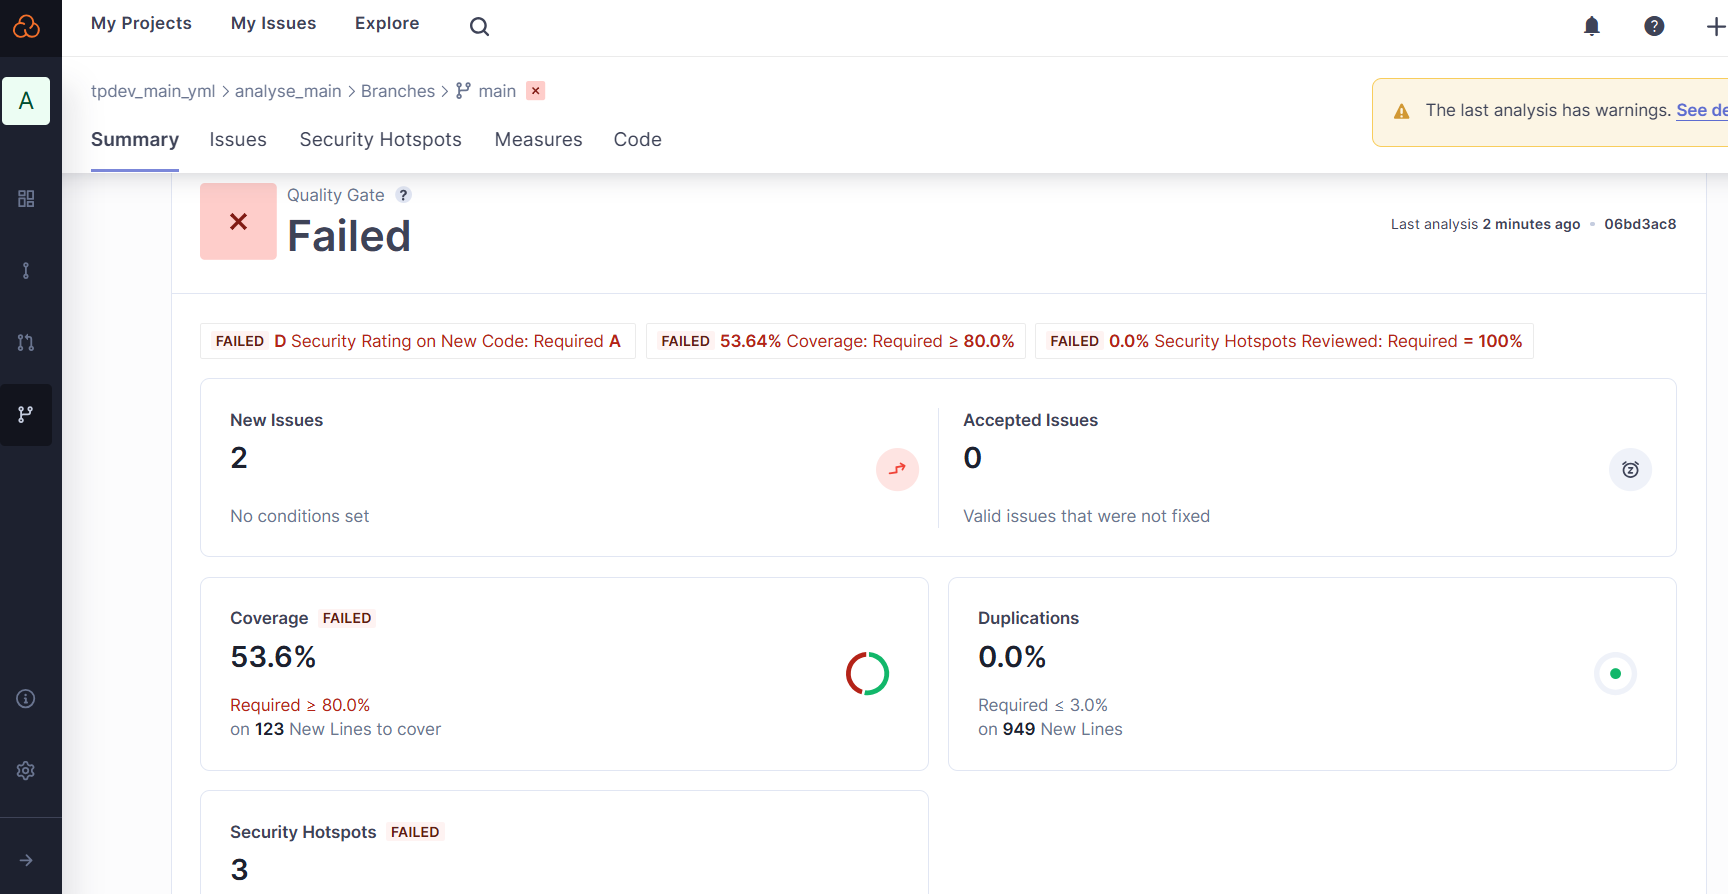 My Projects My Issues Explore
A
tpdev_main_yml > analyse_main > Branches > main
The last analysis has warnings. See de
Summary Issues Security Hotspots Measures Code
Quality Gate ?
Failed
Last analysis 2 minutes ago • 06bd3ac8
FAILED D Security Rating on New Code: Required A
FAILED 53.64% Coverage: Required ≥ 80.0%
FAILED 0.0% Security Hotspots Reviewed: Required = 100%
New Issues
2
No conditions set
Accepted Issues
0
Valid issues that were not fixed
Coverage FAILED
53.6%
Required ≥ 80.0%
on 123 New Lines to cover
Duplications
0.0%
Required ≤ 3.0%
on 949 New Lines
Security Hotspots FAILED
3